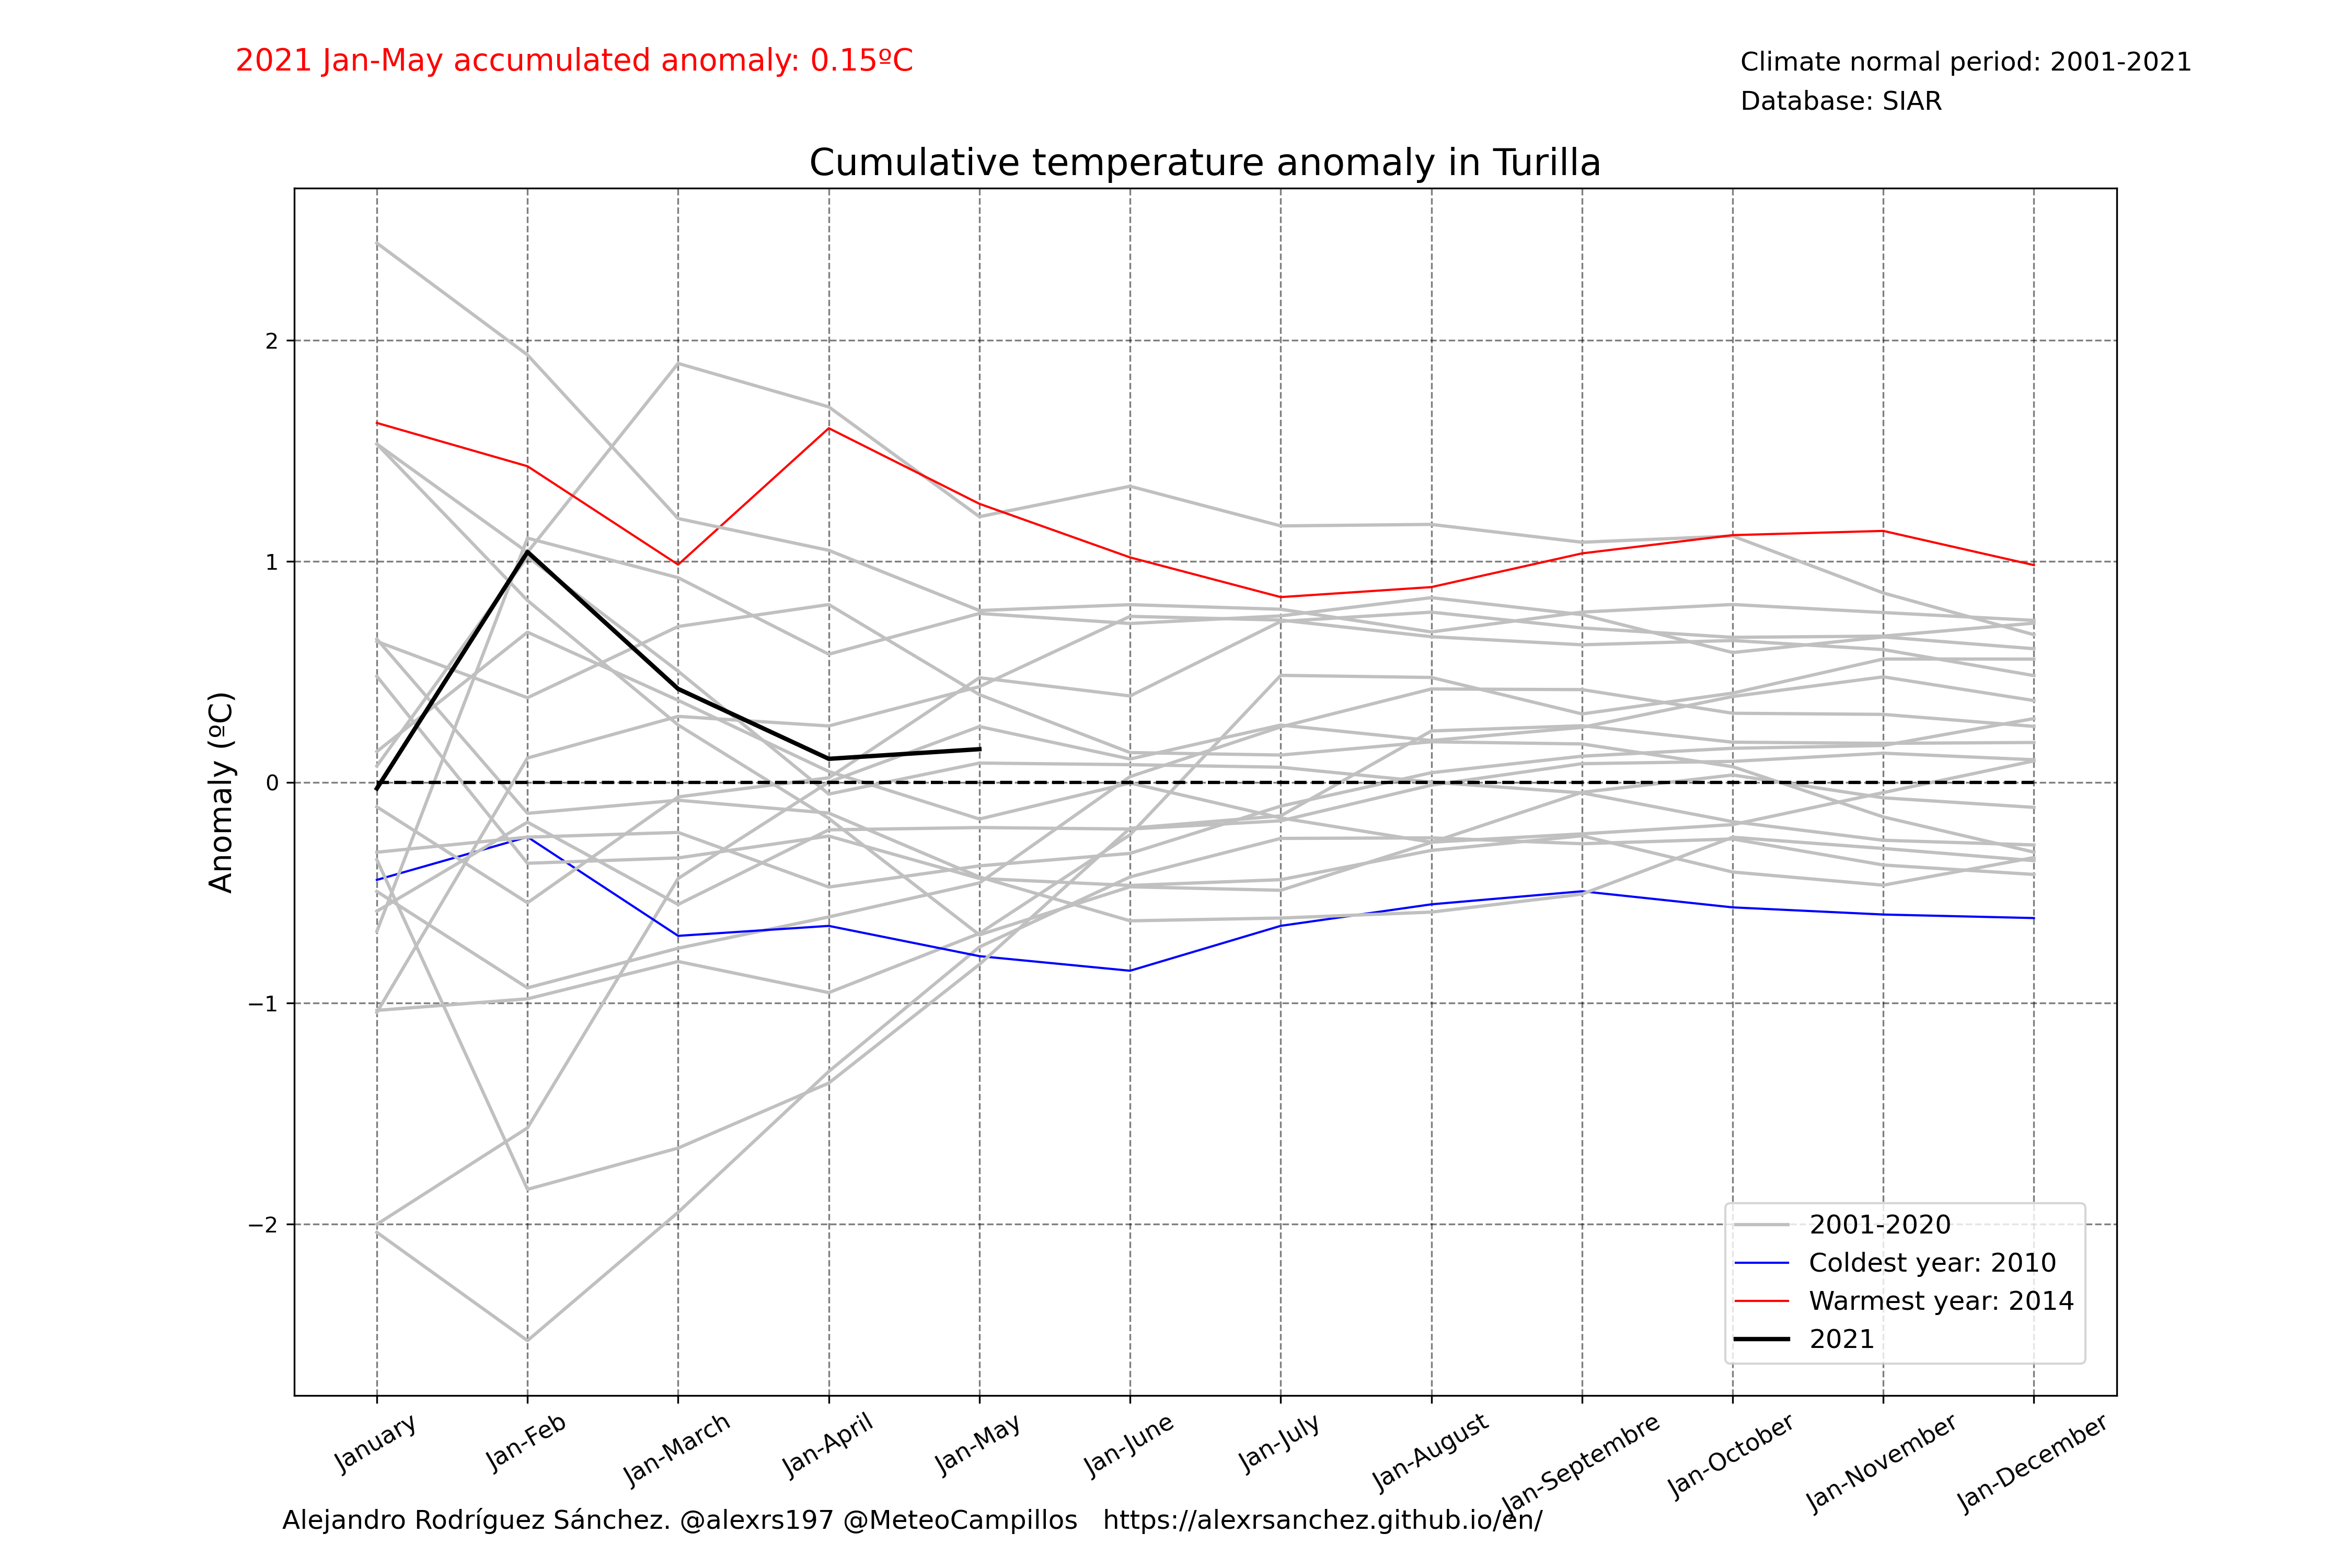 2021 Jan-May accumulated anomaly: 0.15ºC
Climate normal period: 2001-2021
Database: SIAR
Cumulative temperature anomaly in Turilla
Anomaly (ºC)
2
1
0
−1
−2
2001-2020
Coldest year: 2010
Warmest year: 2014
2021
January
Jan-Feb
Jan-March
Jan-April
Jan-May
Jan-June
Jan-July
Jan-August
Jan-Septembre
Jan-October
Jan-November
Jan-December
Alejandro Rodríguez Sánchez. @alexrs197 @MeteoCampillos https://alexrsanchez.github.io/en/